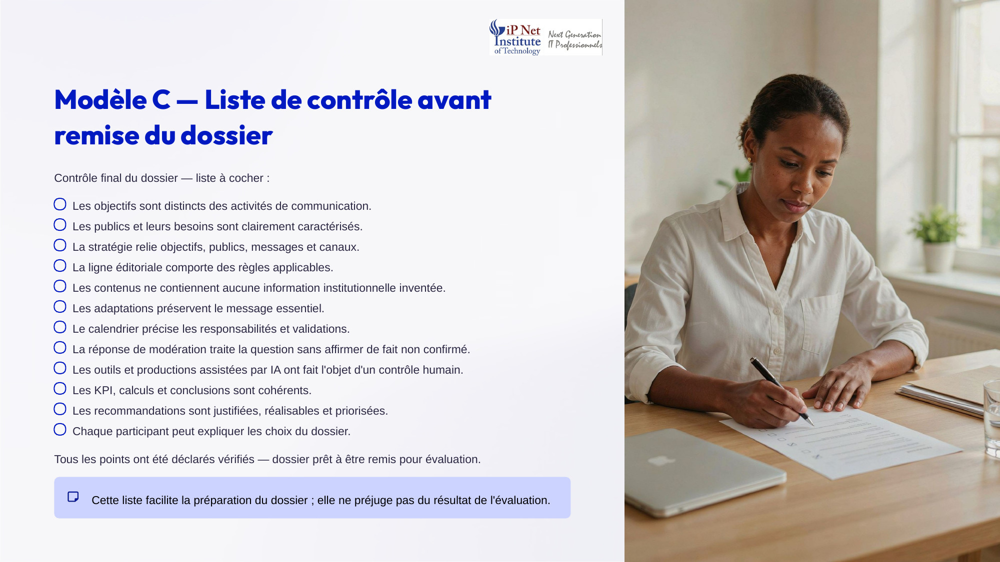 iP Net
Institute
of Technology
Next Generation
IT Professionnels
Modèle C — Liste de contrôle avant
remise du dossier
Contrôle final du dossier — liste à cocher :
Les objectifs sont distincts des activités de communication.
Les publics et leurs besoins sont clairement caractérisés.
La stratégie relie objectifs, publics, messages et canaux.
La ligne éditoriale comporte des règles applicables.
Les contenus ne contiennent aucune information institutionnelle inventée.
Les adaptations préservent le message essentiel.
Le calendrier précise les responsabilités et validations.
La réponse de modération traite la question sans affirmer de fait non confirmé.
Les outils et productions assistées par IA ont fait l'objet d'un contrôle humain.
Les KPI, calculs et conclusions sont cohérents.
Les recommandations sont justifiées, réalisables et priorisées.
Chaque participant peut expliquer les choix du dossier.
Tous les points ont été déclarés vérifiés — dossier prêt à être remis pour évaluation.
Cette liste facilite la préparation du dossier ; elle ne préjuge pas du résultat de l'évaluation.